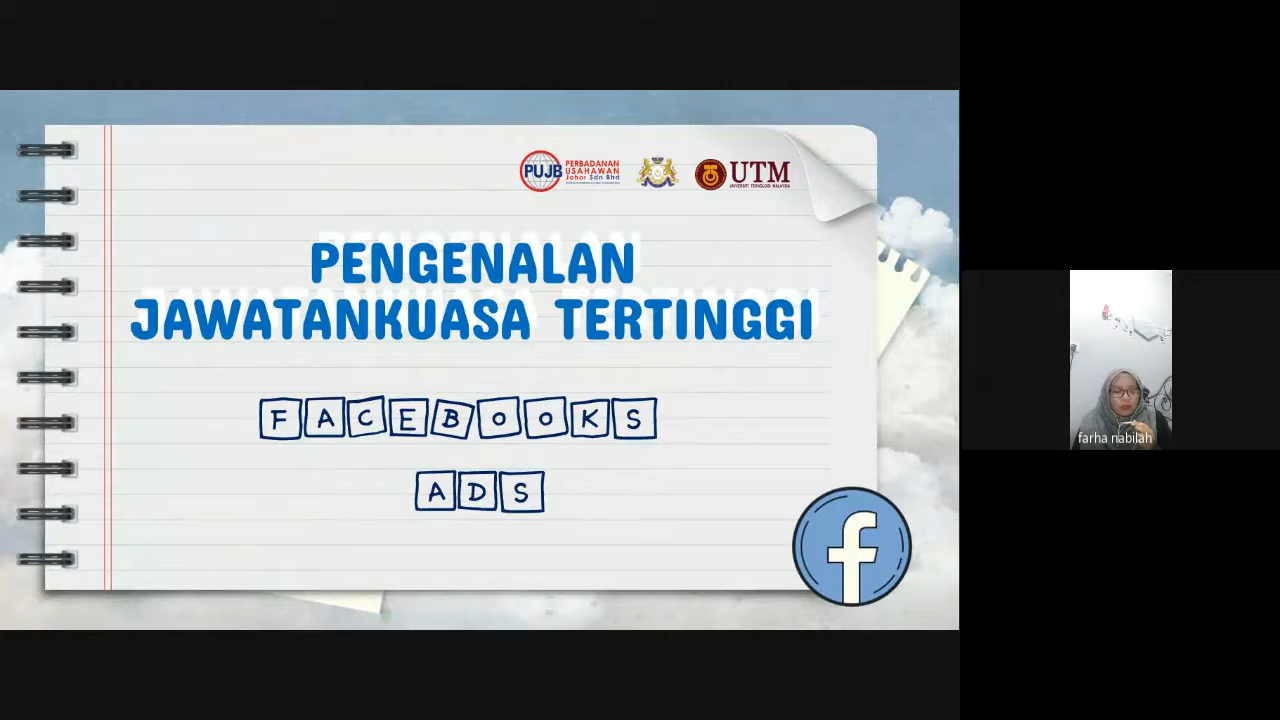 PUJB PERBADANAN
USAHAWAN
Johor Sdn Bhd
UTM
UNIVERSITI TEKNOLOGI MALAYSIA
PENGENALAN
JAWATANKUASA TERTINGGI
FACEBOOKS
ADS
farha nabilah